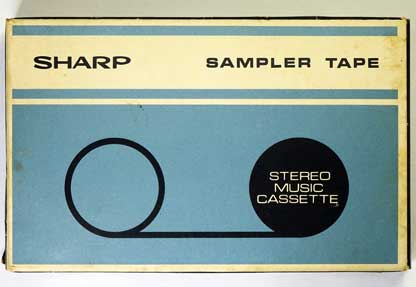 SHARP SAMPLER TAPE
STEREO
MUSIC
CASSETTE